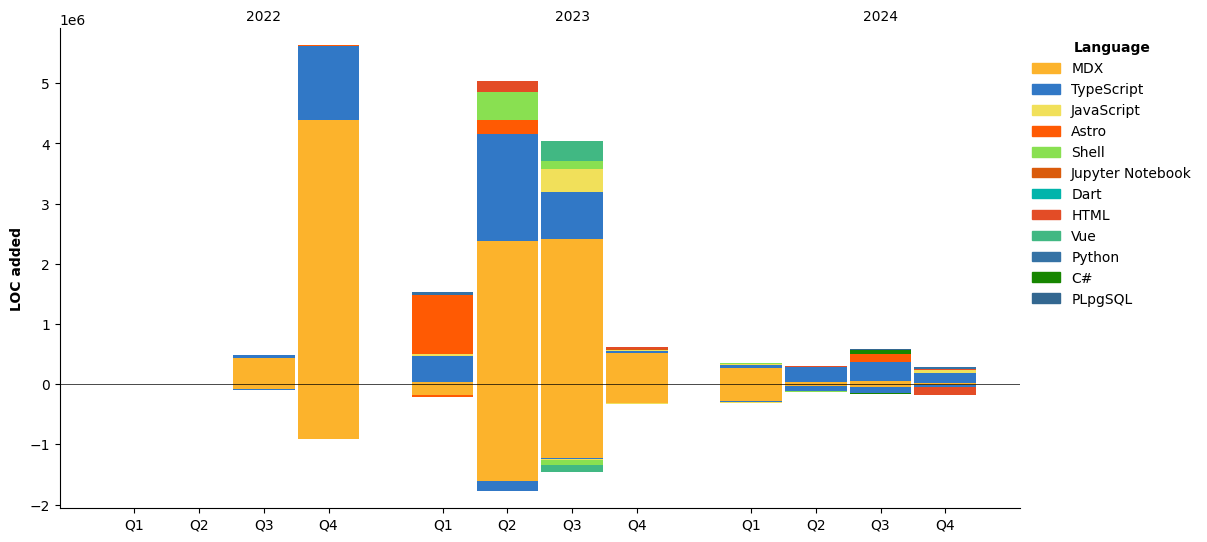 2022 2023 2024
1e6
5
4
3
2
1
0
−1
−2
LOC added
Q1 Q2 Q3 Q4 Q1 Q2 Q3 Q4 Q1 Q2 Q3 Q4
Language
MDX
TypeScript
JavaScript
Astro
Shell
Jupyter Notebook
Dart
HTML
Vue
Python
C#
PLpgSQL